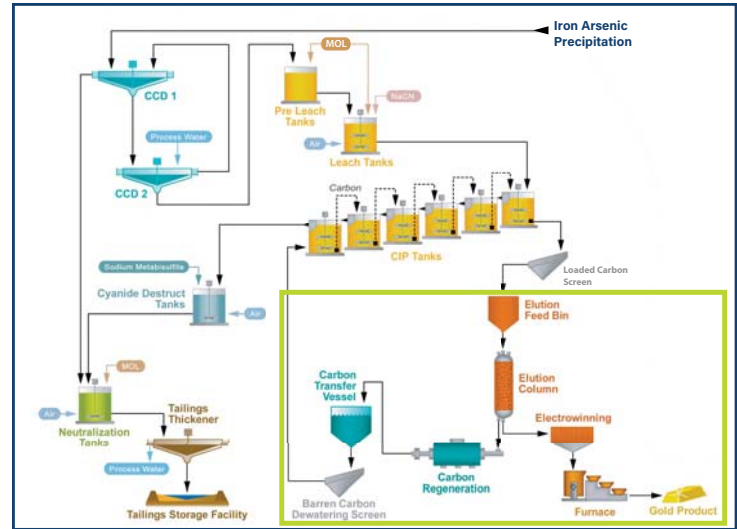 Iron Arsenic
Precipitation
MOL
CCD 1
Pre Leach
Tanks
NaCN
Process Water
Air
Leach Tanks
CCD 2
Carbon
CIP Tanks
Loaded Carbon
Screen
Sodium Metabisulfite
Cyanide Destruct
Tanks
Air
Elution
Feed Bin
MOL
Carbon
Transfer
Vessel
Elution
Column
Air
Tailings
Thickener
Electrowinning
Neutralization
Tanks
Process Water
Carbon
Regeneration
Barren Carbon
Dewatering Screen
Tailings Storage Facility
Furnace
Gold Product